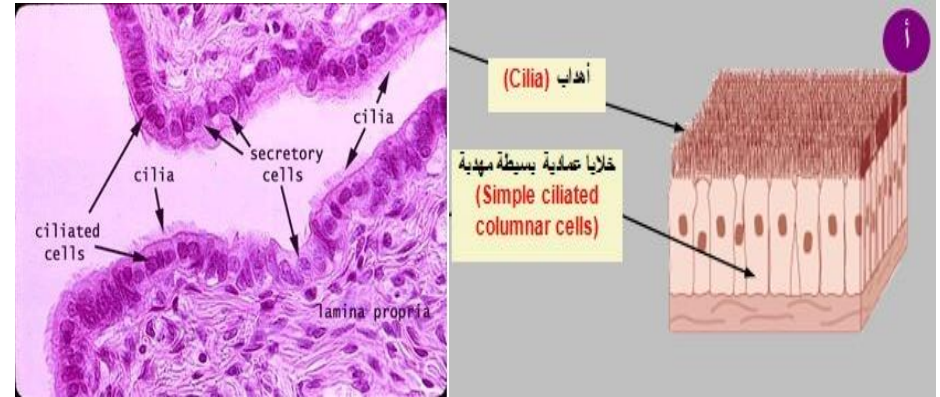 cilia
secretory
cells
cilia
ciliated
cells
lamina propria
أ
أهداب (Cilia)
خلايا عمادية بسيطة مهدبة
(Simple ciliated
columnar cells)